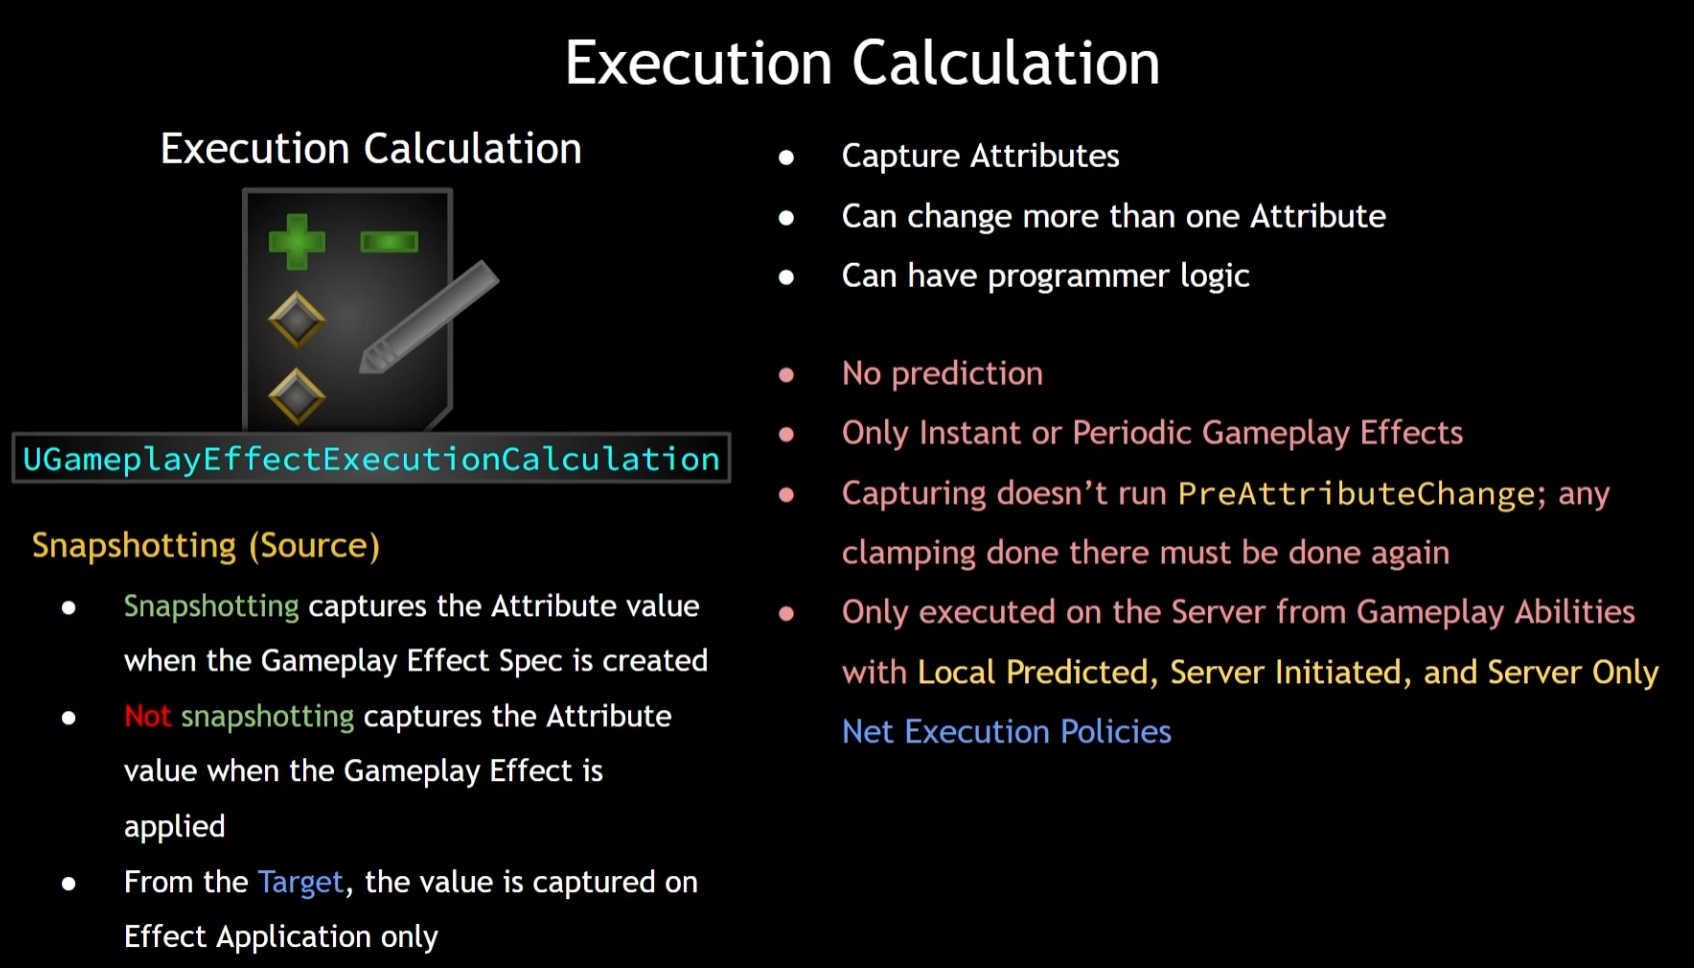 Execution Calculation
Execution Calculation
UGameplayEffectExecutionCalculation
Snapshotting (Source)
● Snapshotting captures the Attribute value
when the Gameplay Effect Spec is created
● Not snapshotting captures the Attribute
value when the Gameplay Effect is
applied
● From the Target, the value is captured on
Effect Application only
● Capture Attributes
● Can change more than one Attribute
● Can have programmer logic
● No prediction
● Only Instant or Periodic Gameplay Effects
● Capturing doesn’t run PreAttributeChange; any
clamping done there must be done again
● Only executed on the Server from Gameplay Abilities
with Local Predicted, Server Initiated, and Server Only
Net Execution Policies